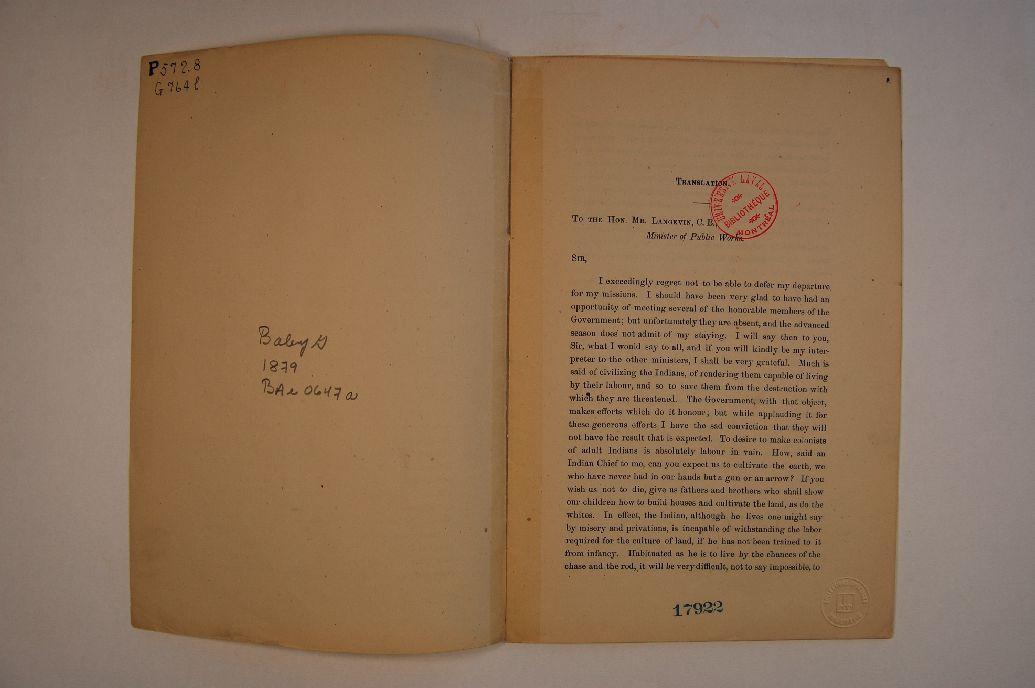 P572.8
G764l
Baby G
1879
BAe 0647a
TRANSLATION.
UNIVERSITÉ LAVAL
BIBLIOTHÈQUE
MONTRÉAL
TO THE HON. MR. LANGEVIN, C. B.,
Minister of Public Works.
SIR,
I exceedingly regret not to be able to defer my departure
for my missions. I should have been very glad to have had an
opportunity of meeting several of the honorable members of the
Government; but unfortunately they are absent, and the advanced
season does not admit of my staying. I will say then to you,
Sir, what I would say to all, and if you will kindly be my inter-
preter to the other ministers, I shall be very grateful. Much is
said of civilizing the Indians, of rendering them capable of living
by their labour, and so to save them from the destruction with
which they are threatened. The Government, with that object,
makes efforts which do it honour; but while applauding it for
these generous efforts I have the sad conviction that they will
not have the result that is expected. To desire to make colonists
of adult Indians is absolutely labour in vain. How, said an
Indian Chief to me, can you expect us to cultivate the earth, we
who have never had in our hands but a gun or an arrow? If you
wish us not to die, give us fathers and brothers who shall show
our children how to build houses and cultivate the land, as do the
whites. In effect, the Indian, although he lives one might say
by misery and privations, is incapable of withstanding the labor
required for the culture of land, if he has not been trained to it
from infancy. Habituated as he is to live by the chances of the
chase and the rod, it will be very difficult, not to say impossible, to
17922